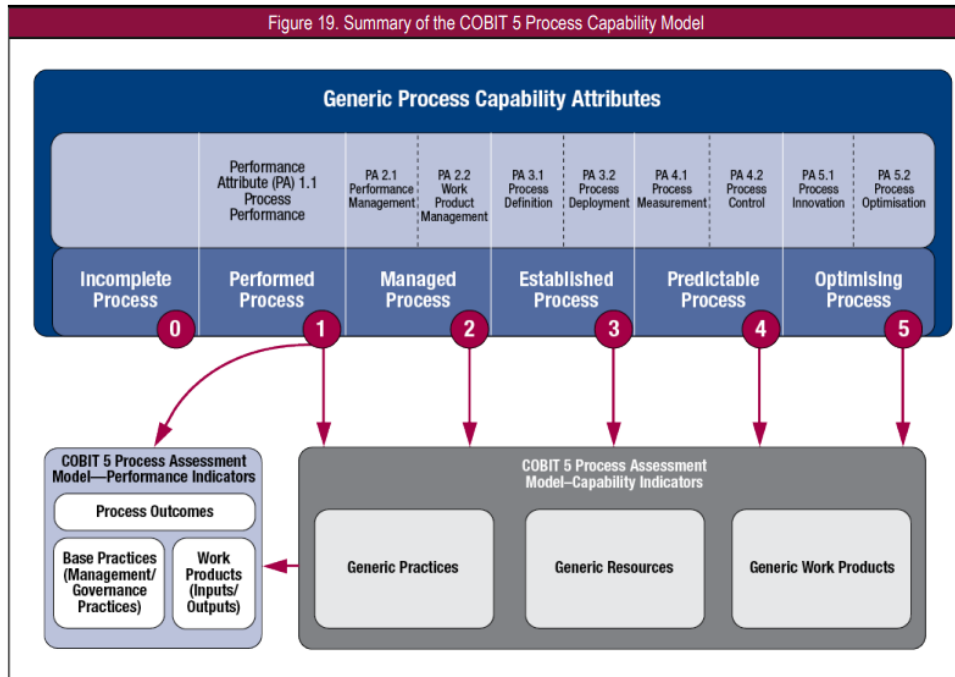 Figure 19. Summary of the COBIT 5 Process Capability Model
Generic Process Capability Attributes
Performance
Attribute (PA) 1.1
Process
Performance
PA 2.1
Performance
Management
PA 2.2
Work
Product
Management
PA 3.1
Process
Definition
PA 3.2
Process
Deployment
PA 4.1
Process
Measurement
PA 4.2
Process
Control
PA 5.1
Process
Innovation
PA 5.2
Process
Optimisation
Incomplete
Process
0
Performed
Process
1
Managed
Process
2
Established
Process
3
Predictable
Process
4
Optimising
Process
5
COBIT 5 Process Assessment
Model—Performance Indicators
Process Outcomes
Base Practices
(Management/
Governance
Practices)
Work
Products
(Inputs/
Outputs)
COBIT 5 Process Assessment
Model–Capability Indicators
Generic Practices
Generic Resources
Generic Work Products